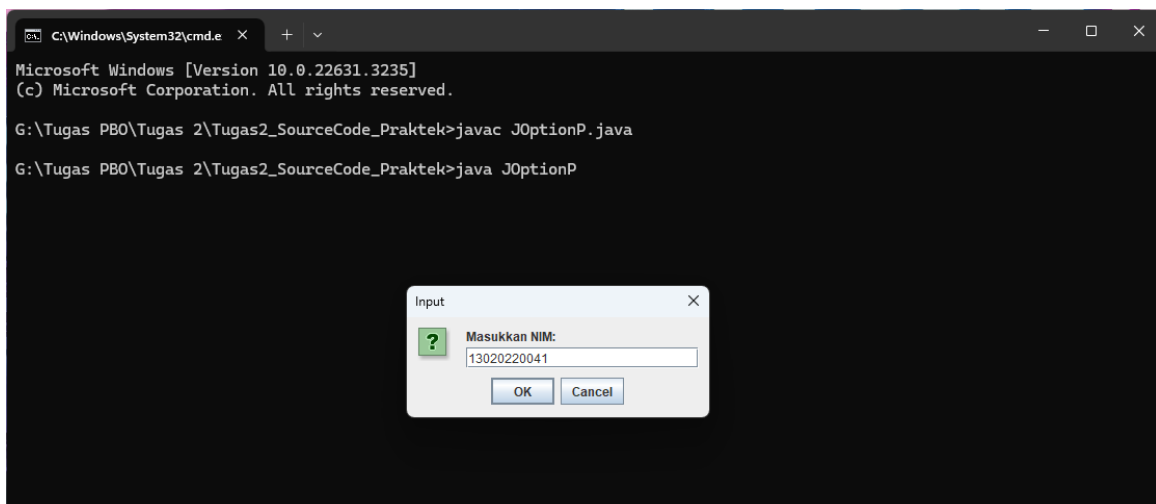 C:\Windows\System32\cmd.e
Microsoft Windows [Version 10.0.22631.3235]
(c) Microsoft Corporation. All rights reserved.
G:\Tugas PBO\Tugas 2\Tugas2_SourceCode_Praktek>javac JOptionP.java
G:\Tugas PBO\Tugas 2\Tugas2_SourceCode_Praktek>java JOptionP
Input
Masukkan NIM:
13020220041
OK Cancel